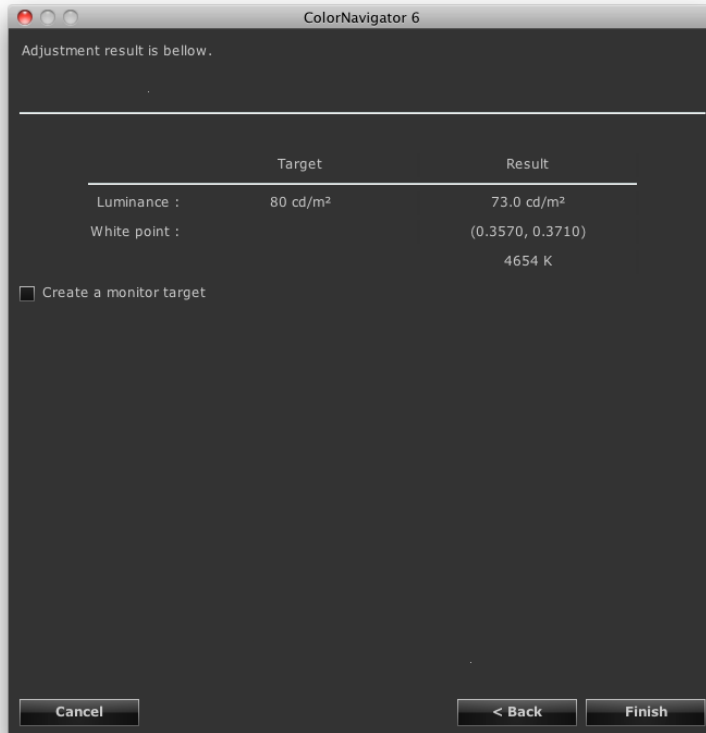 ColorNavigator 6
Adjustment result is bellow.
Target Result
Luminance : 80 cd/m² 73.0 cd/m²
White point : (0.3570, 0.3710)
4654 K
Create a monitor target
Cancel < Back Finish